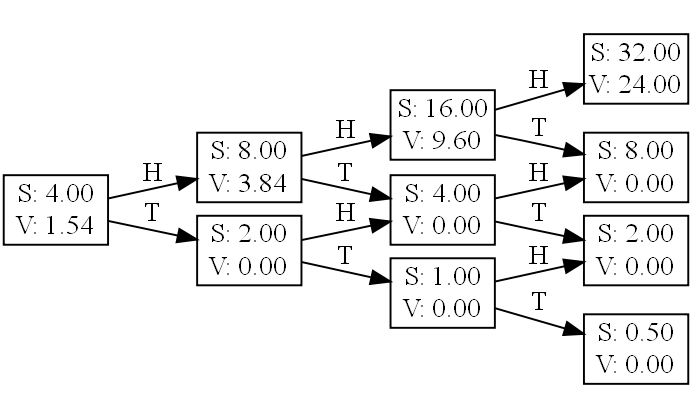 S: 4.00
V: 1.54
H
T
S: 8.00
V: 3.84
S: 2.00
V: 0.00
H
T
H
T
S: 16.00
V: 9.60
S: 4.00
V: 0.00
S: 1.00
V: 0.00
H
T
H
T
H
T
S: 32.00
V: 24.00
S: 8.00
V: 0.00
S: 2.00
V: 0.00
S: 0.50
V: 0.00